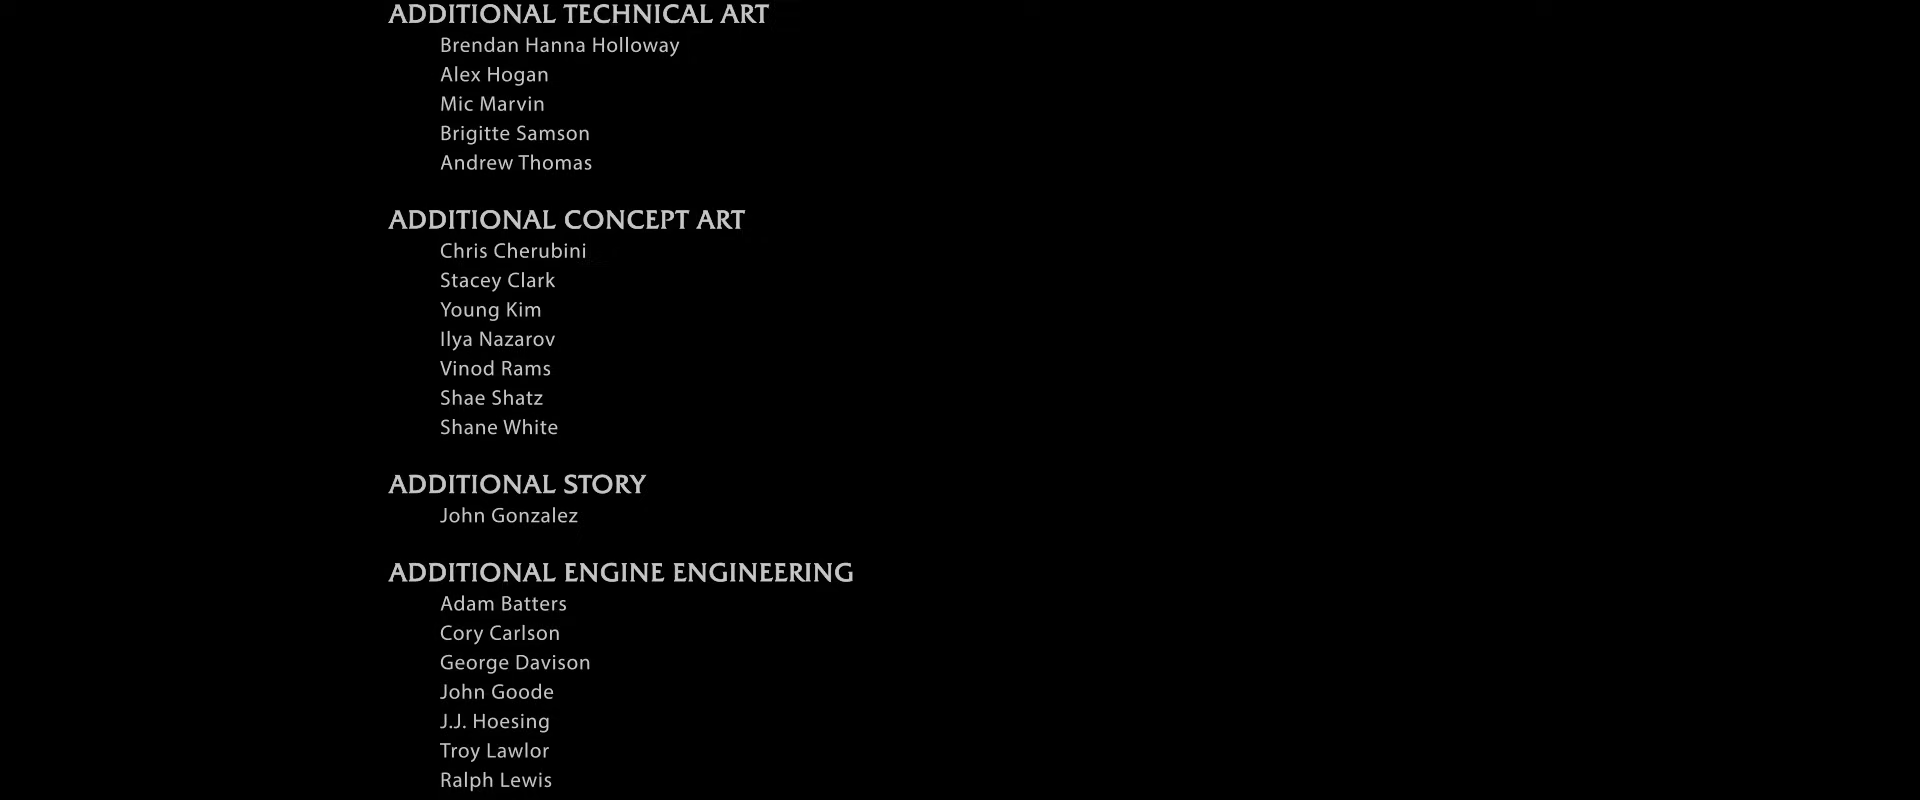 ADDITIONAL TECHNICAL ART
Brendan Hanna Holloway
Alex Hogan
Mic Marvin
Brigitte Samson
Andrew Thomas
ADDITIONAL CONCEPT ART
Chris Cherubini
Stacey Clark
Young Kim
Ilya Nazarov
Vinod Rams
Shae Shatz
Shane White
ADDITIONAL STORY
John Gonzalez
ADDITIONAL ENGINE ENGINEERING
Adam Batters
Cory Carlson
George Davison
John Goode
J.J. Hoesing
Troy Lawlor
Ralph Lewis